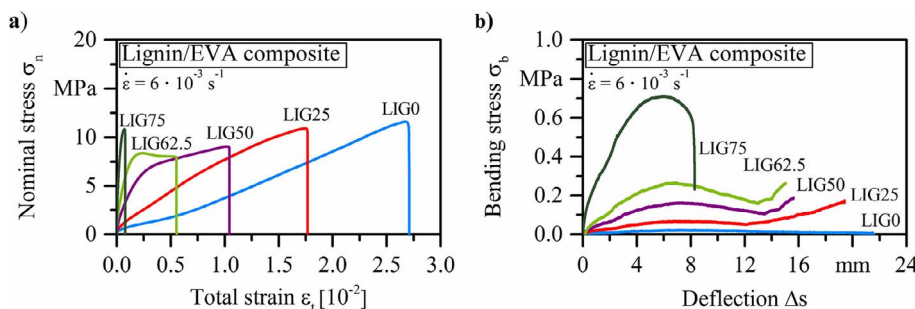 a)
Lignin/EVA composite
ε̇ = 6 · 10⁻³ s⁻¹
Nominal stress σn
MPa
20
15
10
5
0
LIG75
LIG62.5
LIG50
LIG25
LIG0
0.0 0.5 1.0 1.5 2.0 2.5 3.0
Total strain εt [10⁻²]
b)
Lignin/EVA composite
ε̇ = 6 · 10⁻³ s⁻¹
Bending stress σb
1.0
0.8
MPa
0.6
0.4
0.2
0.0
LIG75
LIG62.5
LIG50
LIG25
LIG0
0 4 8 12 16 mm 24
Deflection Δs